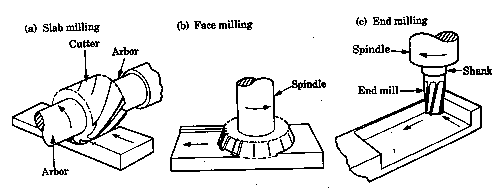 (a) Slab milling
Cutter
Arbor
Arbor
(b) Face milling
Spindle
(c) End milling
Spindle
Shank
End mill